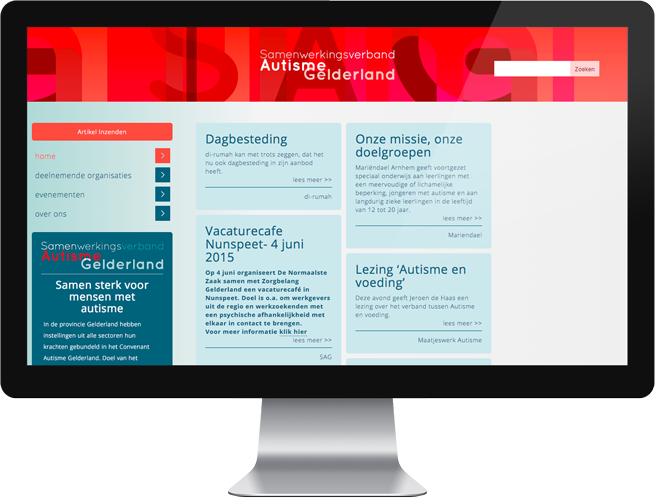 Samenwerkingsverband
Autisme
Gelderland
Zoeken
Artikel Inzenden
home
deelnemende organisaties
evenementen
over ons
Samenwerkingsverband
Autisme
Gelderland
Samen sterk voor
mensen met
autisme
In de provincie Gelderland hebben
instellingen uit alle sectoren hun
krachten gebundeld in het Convenant
Autisme Gelderland. Doel van het
Dagbesteding
di-rumah kan met trots zeggen, dat het
nu ook dagbesteding in zijn aanbod
heeft.
lees meer >>
di-rumah
Vacaturecafe
Nunspeet- 4 juni
2015
Op 4 juni organiseert De Normaalste
Zaak samen met Zorgbelang
Gelderland een vacaturecafé in
Nunspeet. Doel is o.a. om werkgevers
uit de regio en werkzoekenden met
een psychische afhankelijkheid met
elkaar in contact te brengen.
Voor meer informatie klik hier
lees meer >>
SAG
Onze missie, onze
doelgroepen
Mariëndael Arnhem geeft voortgezet
speciaal onderwijs aan leerlingen met
een meervoudige of lichamelijke
beperking, jongeren met autisme en aan
langdurig zieke leerlingen in de leeftijd
van 12 tot 20 jaar.
lees meer >>
Mariendael
Lezing ‘Autisme en
voeding’
Deze avond geeft Jeroen de Haas een
lezing over het verband tussen Autisme
en voeding.
lees meer >>
Maatjeswerk Autisme